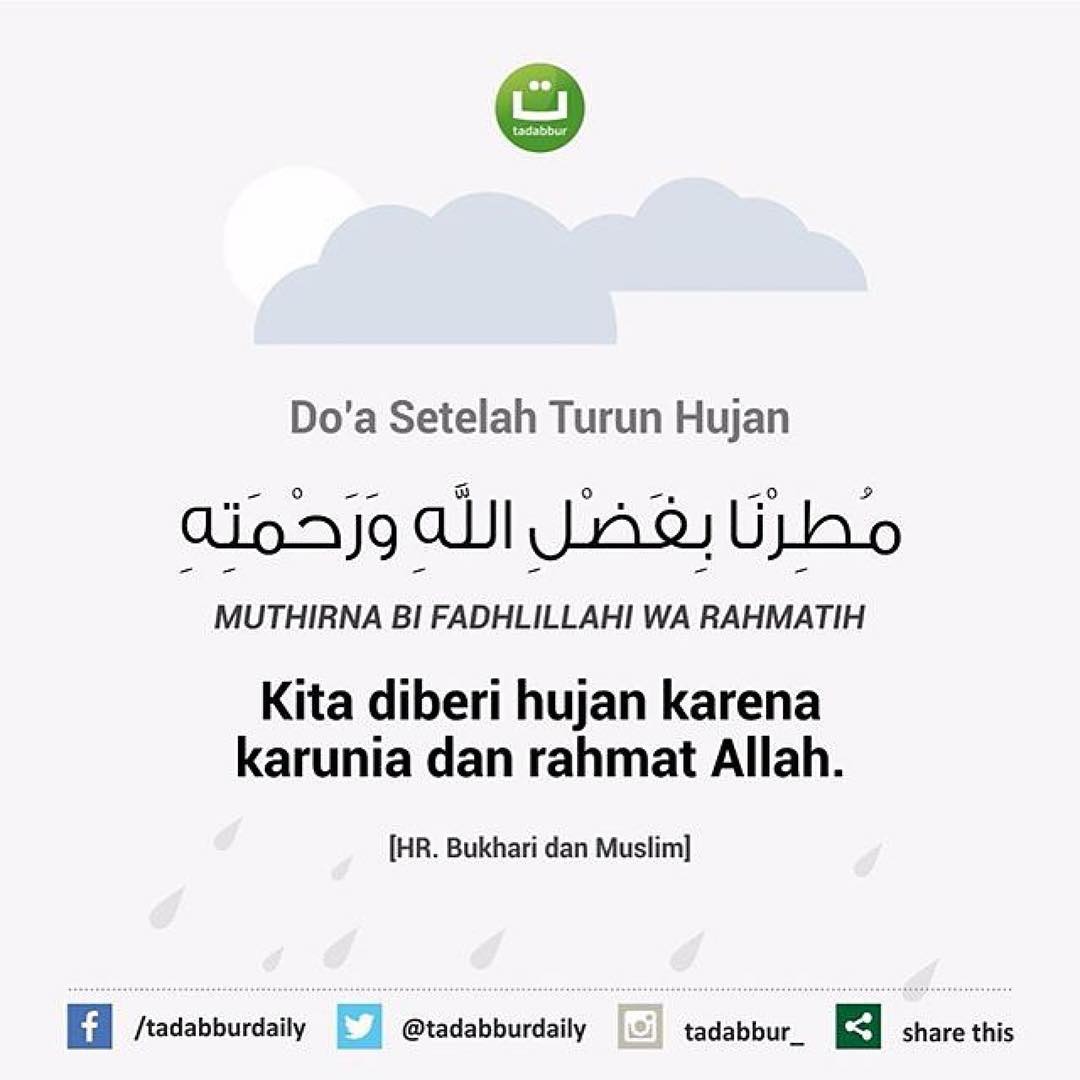 ت
tadabbur
Do'a Setelah Turun Hujan
مُطِرْنَا بِفَضْلِ اللَّهِ وَرَحْمَتِهِ
MUTHIRNA BI FADHLILLAHI WA RAHMATIH
Kita diberi hujan karena
karunia dan rahmat Allah.
[HR. Bukhari dan Muslim]
/tadabburdaily @tadabburdaily tadabbur_ share this